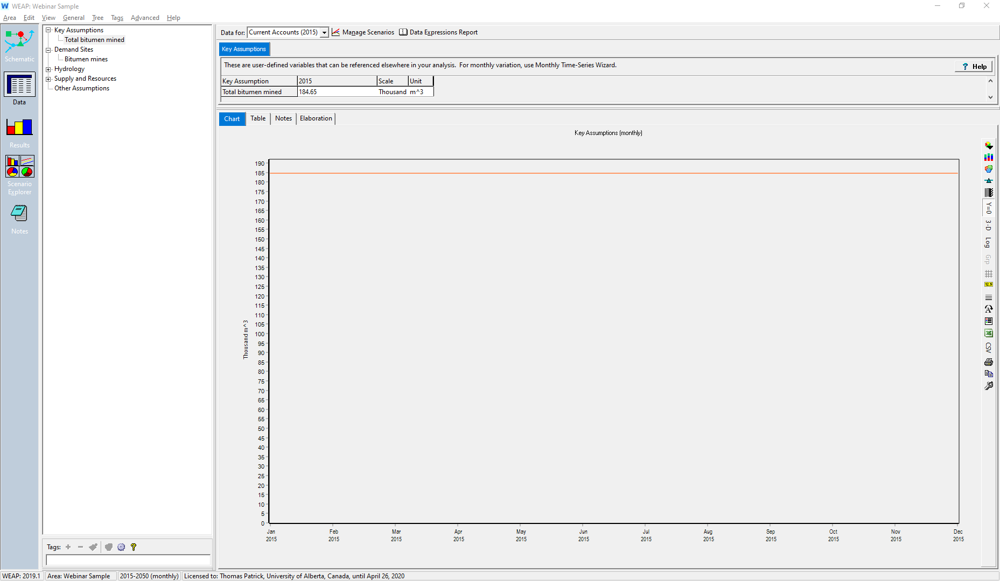 WEAP: Webinar Sample
Area Edit View General Tree Tags Advanced Help
Schematic
Data
Results
Scenario
Explorer
Notes
Key Assumptions
Total bitumen mined
Demand Sites
Bitumen mines
Hydrology
Supply and Resources
Other Assumptions
Tags:
Data for: Current Accounts (2015) Manage Scenarios Data Expressions Report
Key Assumptions
These are user-defined variables that can be referenced elsewhere in your analysis. For monthly variation, use Monthly Time-Series Wizard.
? Help
Key Assumption 2015 Scale Unit
Total bitumen mined 184.65 Thousand m^3
Chart Table Notes Elaboration
Key Assumptions (monthly)
Thousand m^3
190
185
180
175
170
165
160
155
150
145
140
135
130
125
120
115
110
105
100
95
90
85
80
75
70
65
60
55
50
45
40
35
30
25
20
15
10
5
0
Jan Feb Mar Apr May Jun Jul Aug Sep Oct Nov Dec
2015 2015 2015 2015 2015 2015 2015 2015 2015 2015 2015 2015
Y=0
3-D
Log
Grp
12.5
CSV
WEAP: 2019.1 Area: Webinar Sample 2015-2050 (monthly) Licensed to: Thomas Patrick, University of Alberta, Canada, until April 26, 2020